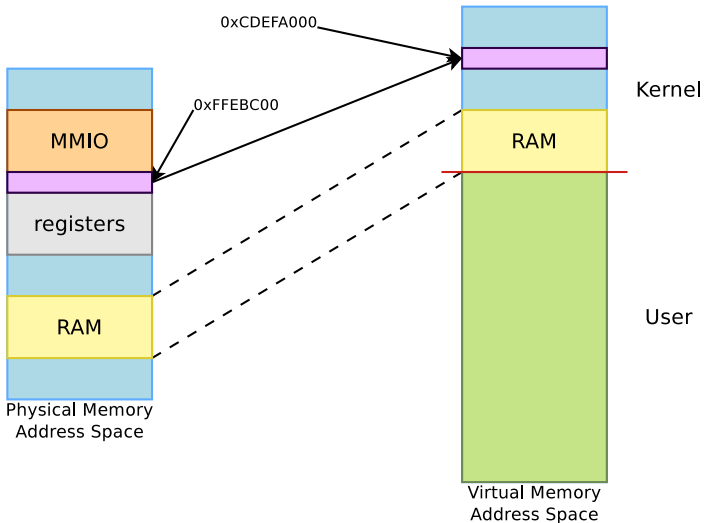 0xCDEFA000
Kernel
0xFFEBC00
MMIO
RAM
registers
RAM
User
Physical Memory
Address Space
Virtual Memory
Address Space